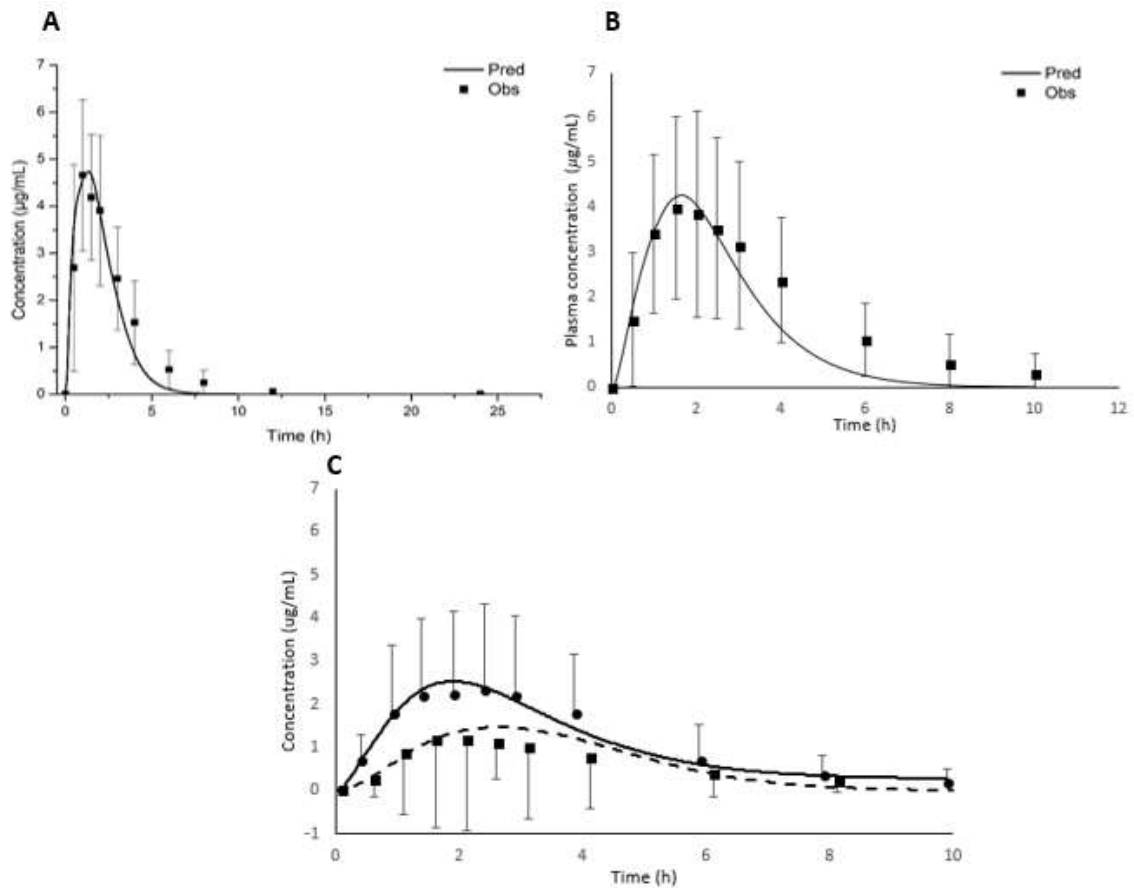 A
Pred
Obs
7
6
5
4
3
2
1
0
Concentration (µg/mL)
0 5 10 15 20 25
Time (h)
B
Pred
Obs
7
6
5
4
3
2
1
0
Plasma concentration (µg/mL)
0 2 4 6 8 10 12
Time (h)
C
7
6
5
4
3
2
1
0
-1
Concentration (ug/mL)
0 2 4 6 8 10
Time (h)